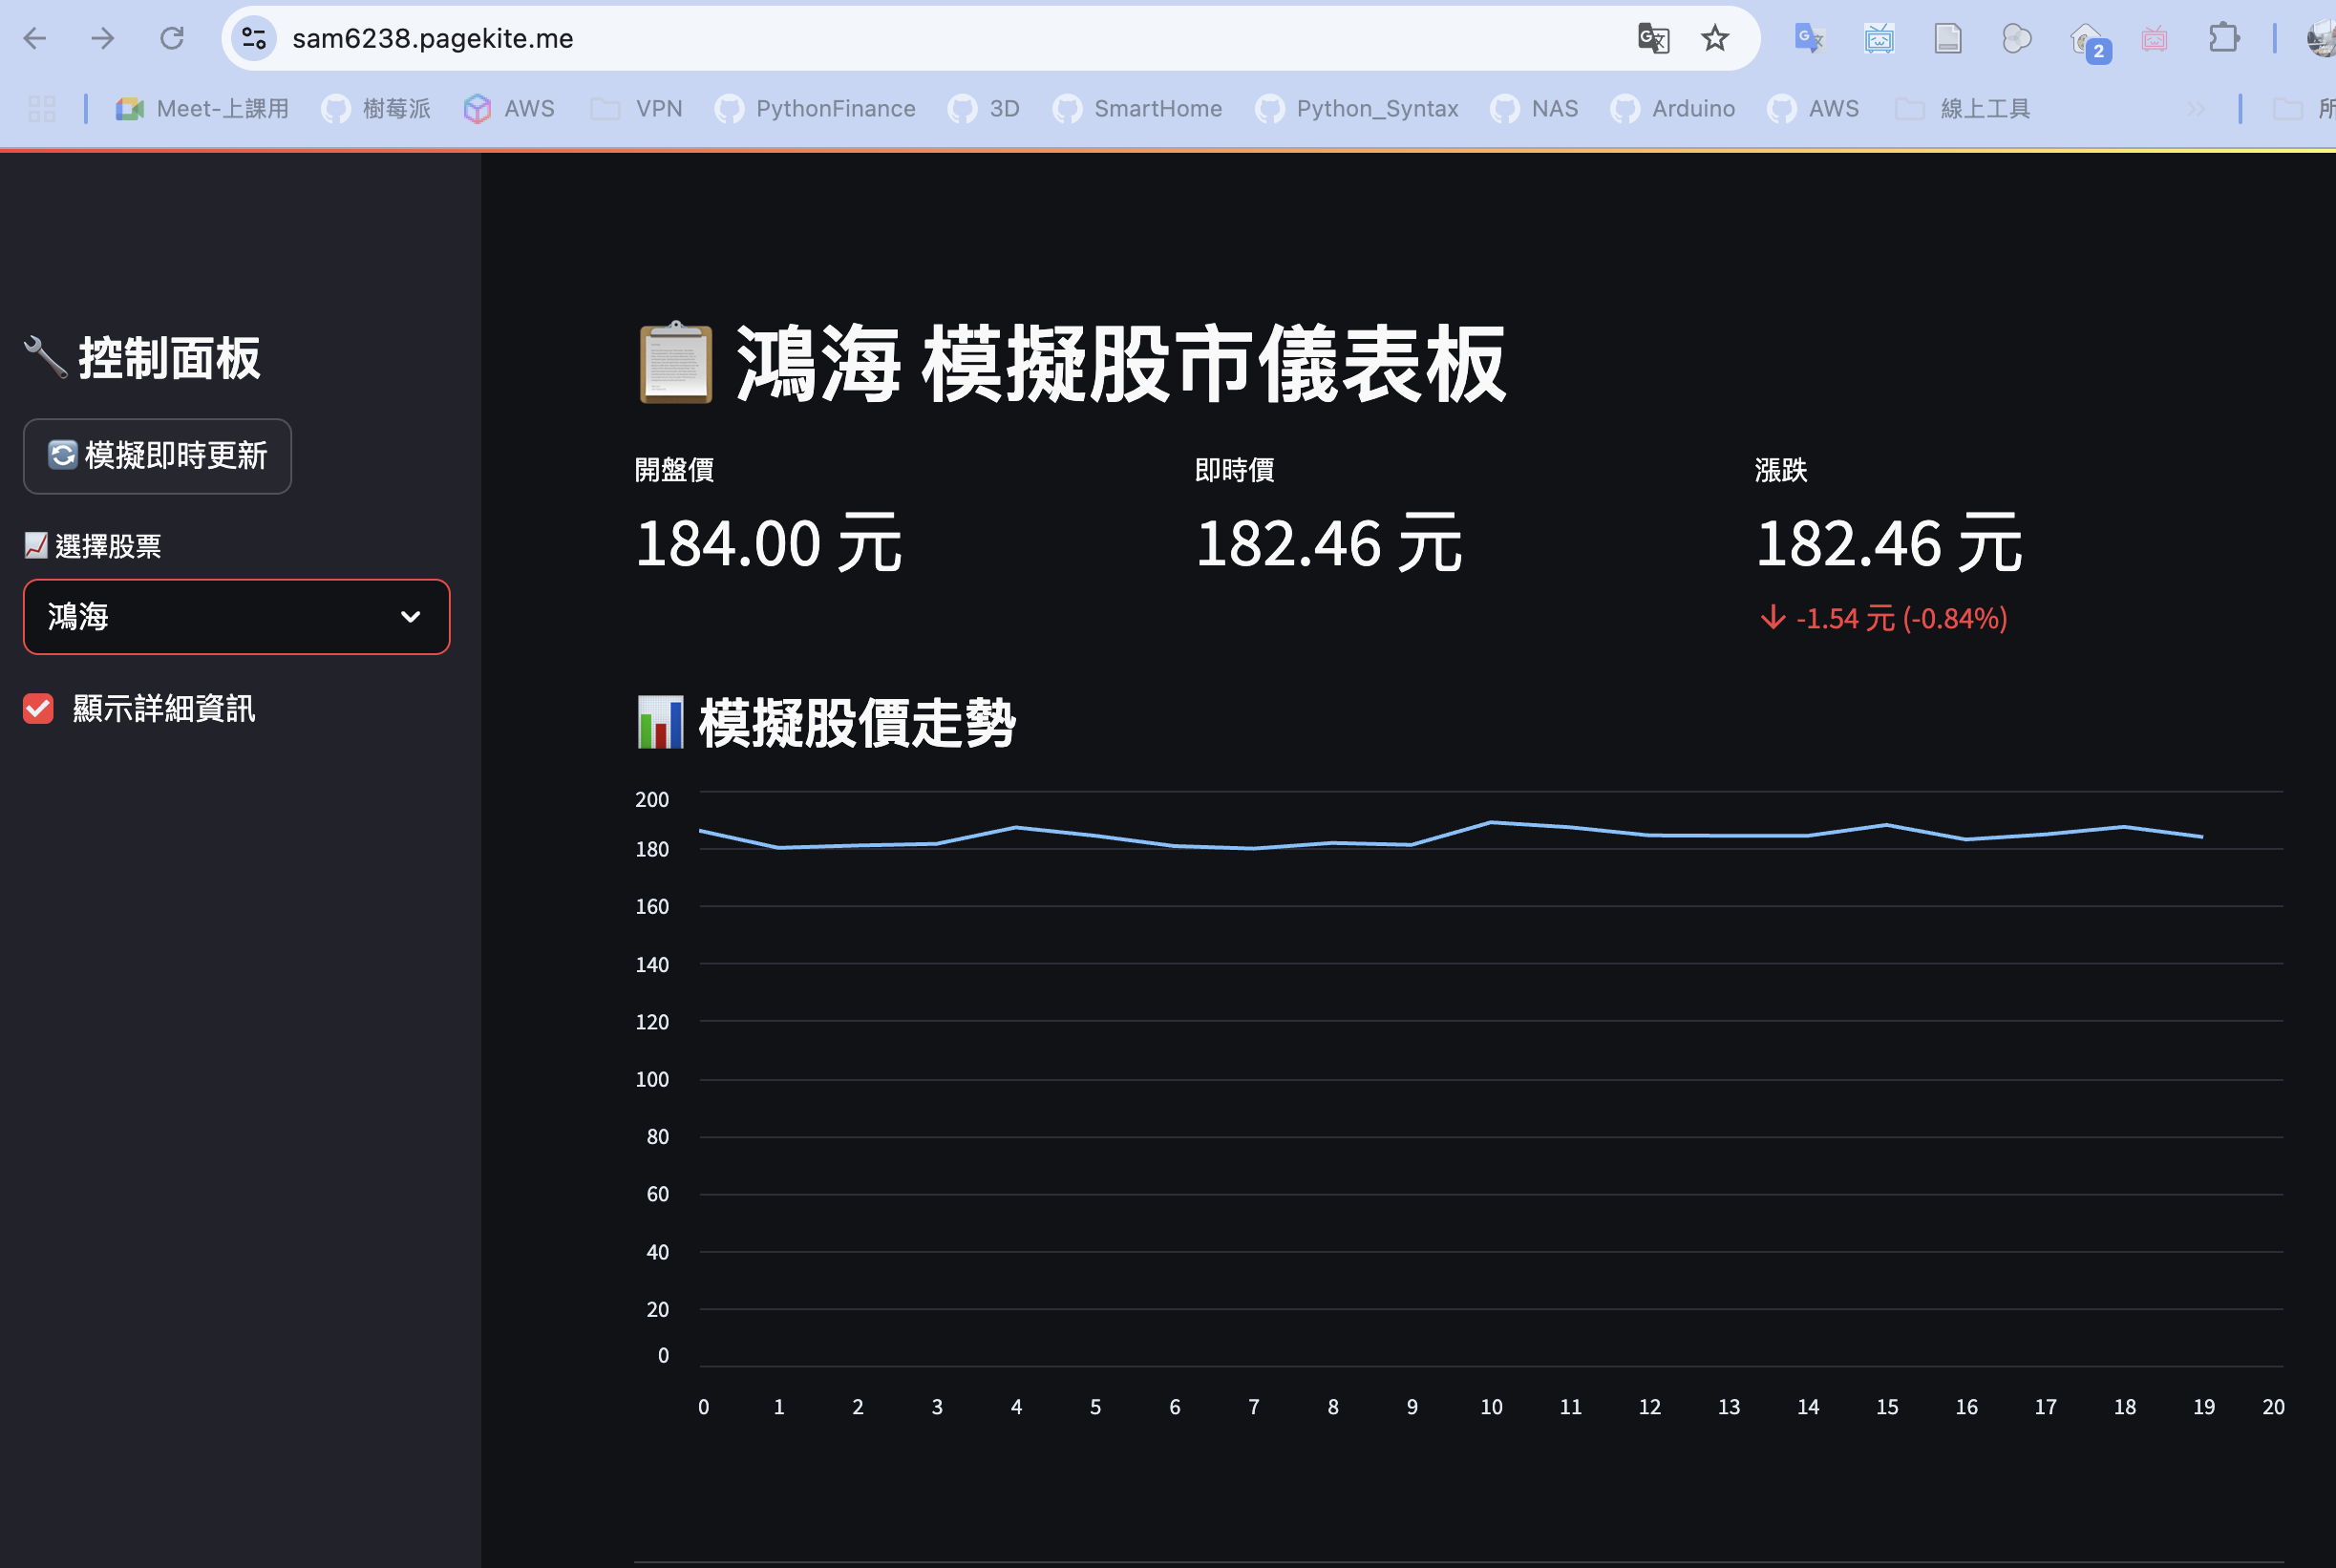 sam6238.pagekite.me
2
Meet-上課用 樹莓派 AWS VPN PythonFinance 3D SmartHome Python_Syntax NAS Arduino AWS 線上工具
控制面板
模擬即時更新
選擇股票
鴻海
顯示詳細資訊
鴻海 模擬股市儀表板
開盤價 即時價 漲跌
184.00 元 182.46 元 182.46 元
-1.54 元 (-0.84%)
模擬股價走勢
200
180
160
140
120
100
80
60
40
20
0
0 1 2 3 4 5 6 7 8 9 10 11 12 13 14 15 16 17 18 19 20